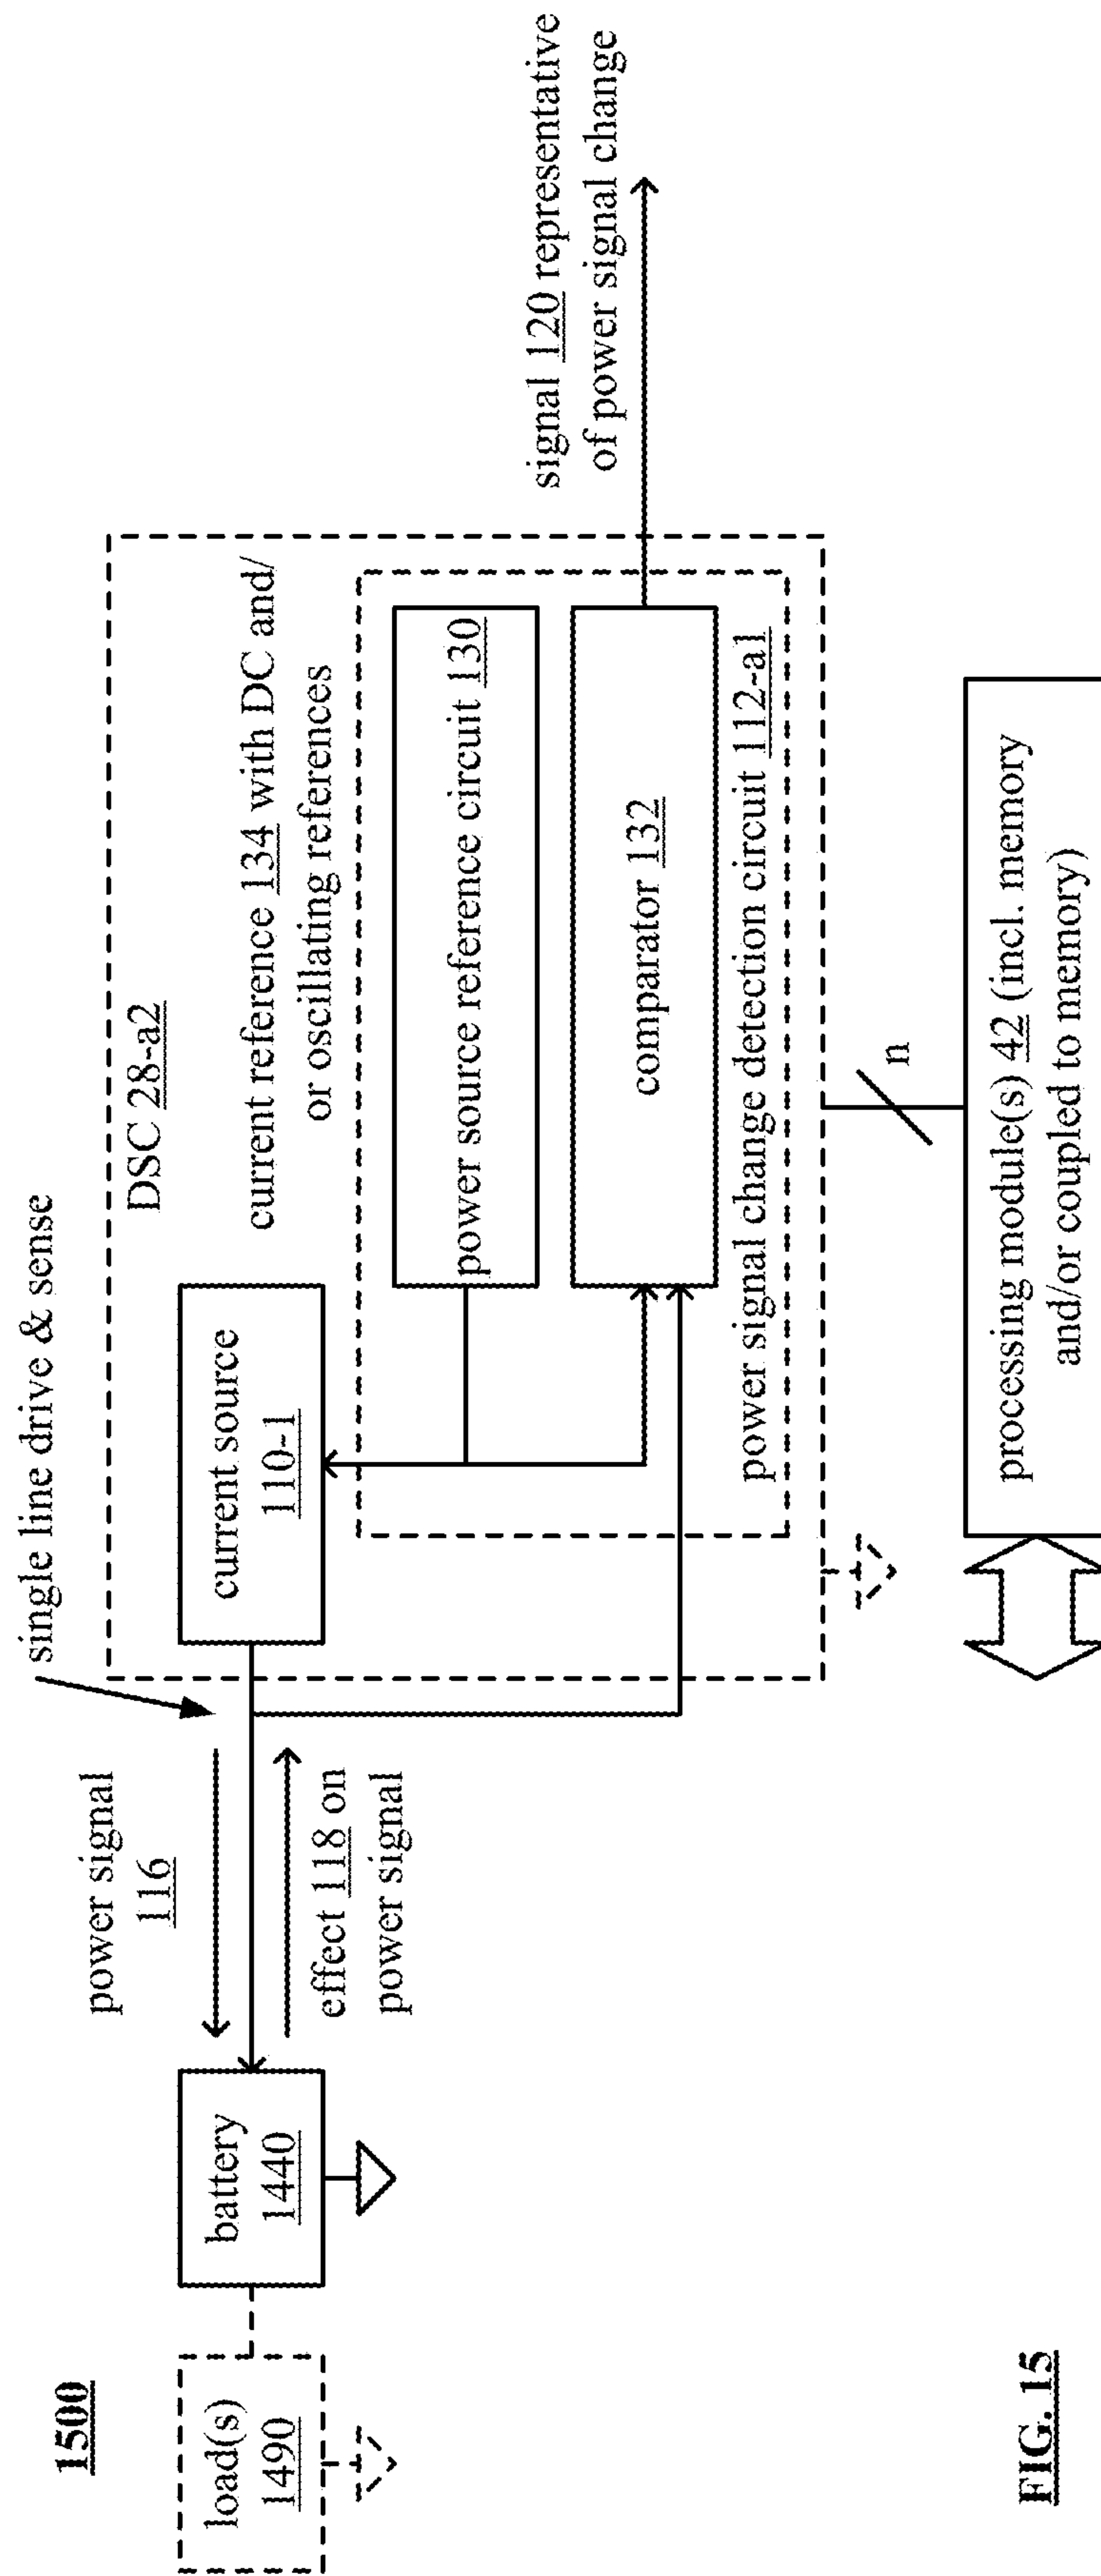 1500
single line drive & sense
DSC 28-a2
power signal
116
current source
110-1
current reference 134 with DC and/
or oscillating references
load(s)
1490
battery
1440
effect 118 on
power signal
power source reference circuit 130
signal 120 representative
of power signal change
comparator 132
power signal change detection circuit 112-a1
n
processing module(s) 42 (incl. memory
and/or coupled to memory)
FIG. 15